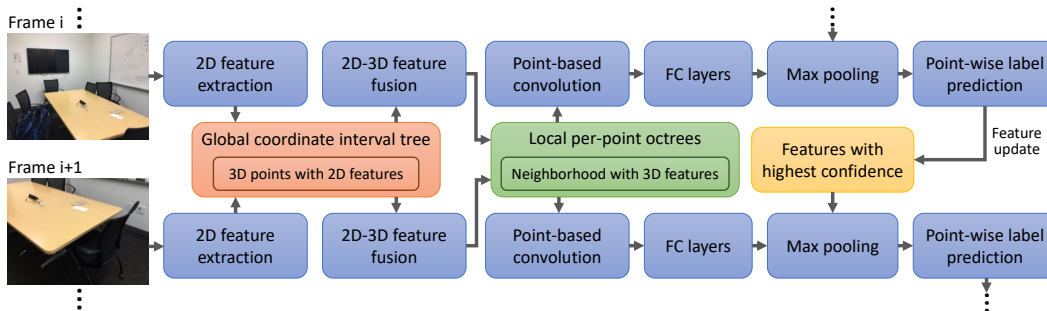 Frame i
2D feature
extraction
2D-3D feature
fusion
Point-based
convolution
FC layers
Max pooling
Point-wise label
prediction
Global coordinate interval tree
3D points with 2D features
Local per-point octrees
Neighborhood with 3D features
Features with
highest confidence
Feature
update
Frame i+1
2D feature
extraction
2D-3D feature
fusion
Point-based
convolution
FC layers
Max pooling
Point-wise label
prediction